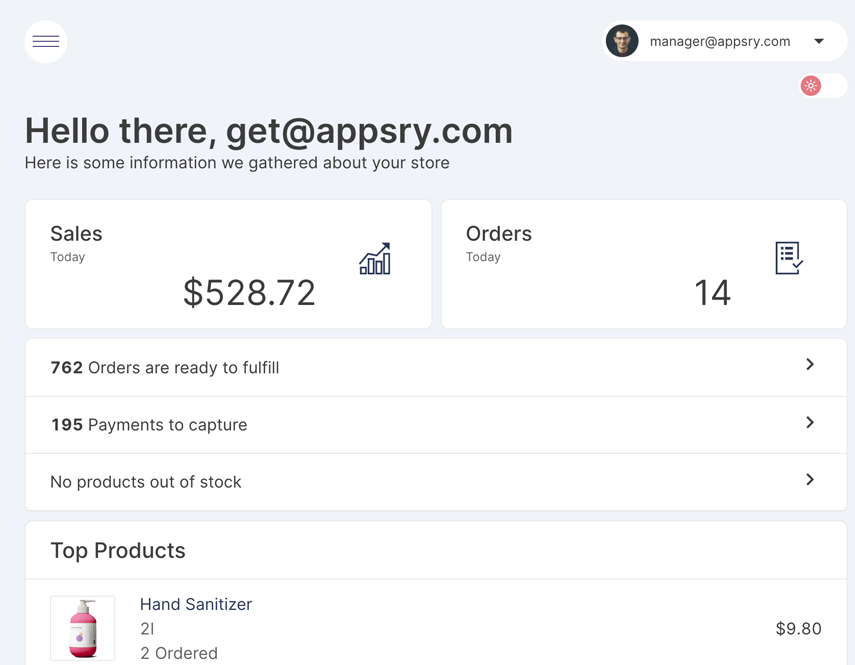 manager@appsry.com
Hello there, get@appsry.com
Here is some information we gathered about your store
Sales
Today
$528.72
Orders
Today
14
762 Orders are ready to fulfill
195 Payments to capture
No products out of stock
Top Products
Hand Sanitizer
2l
2 Ordered
$9.80